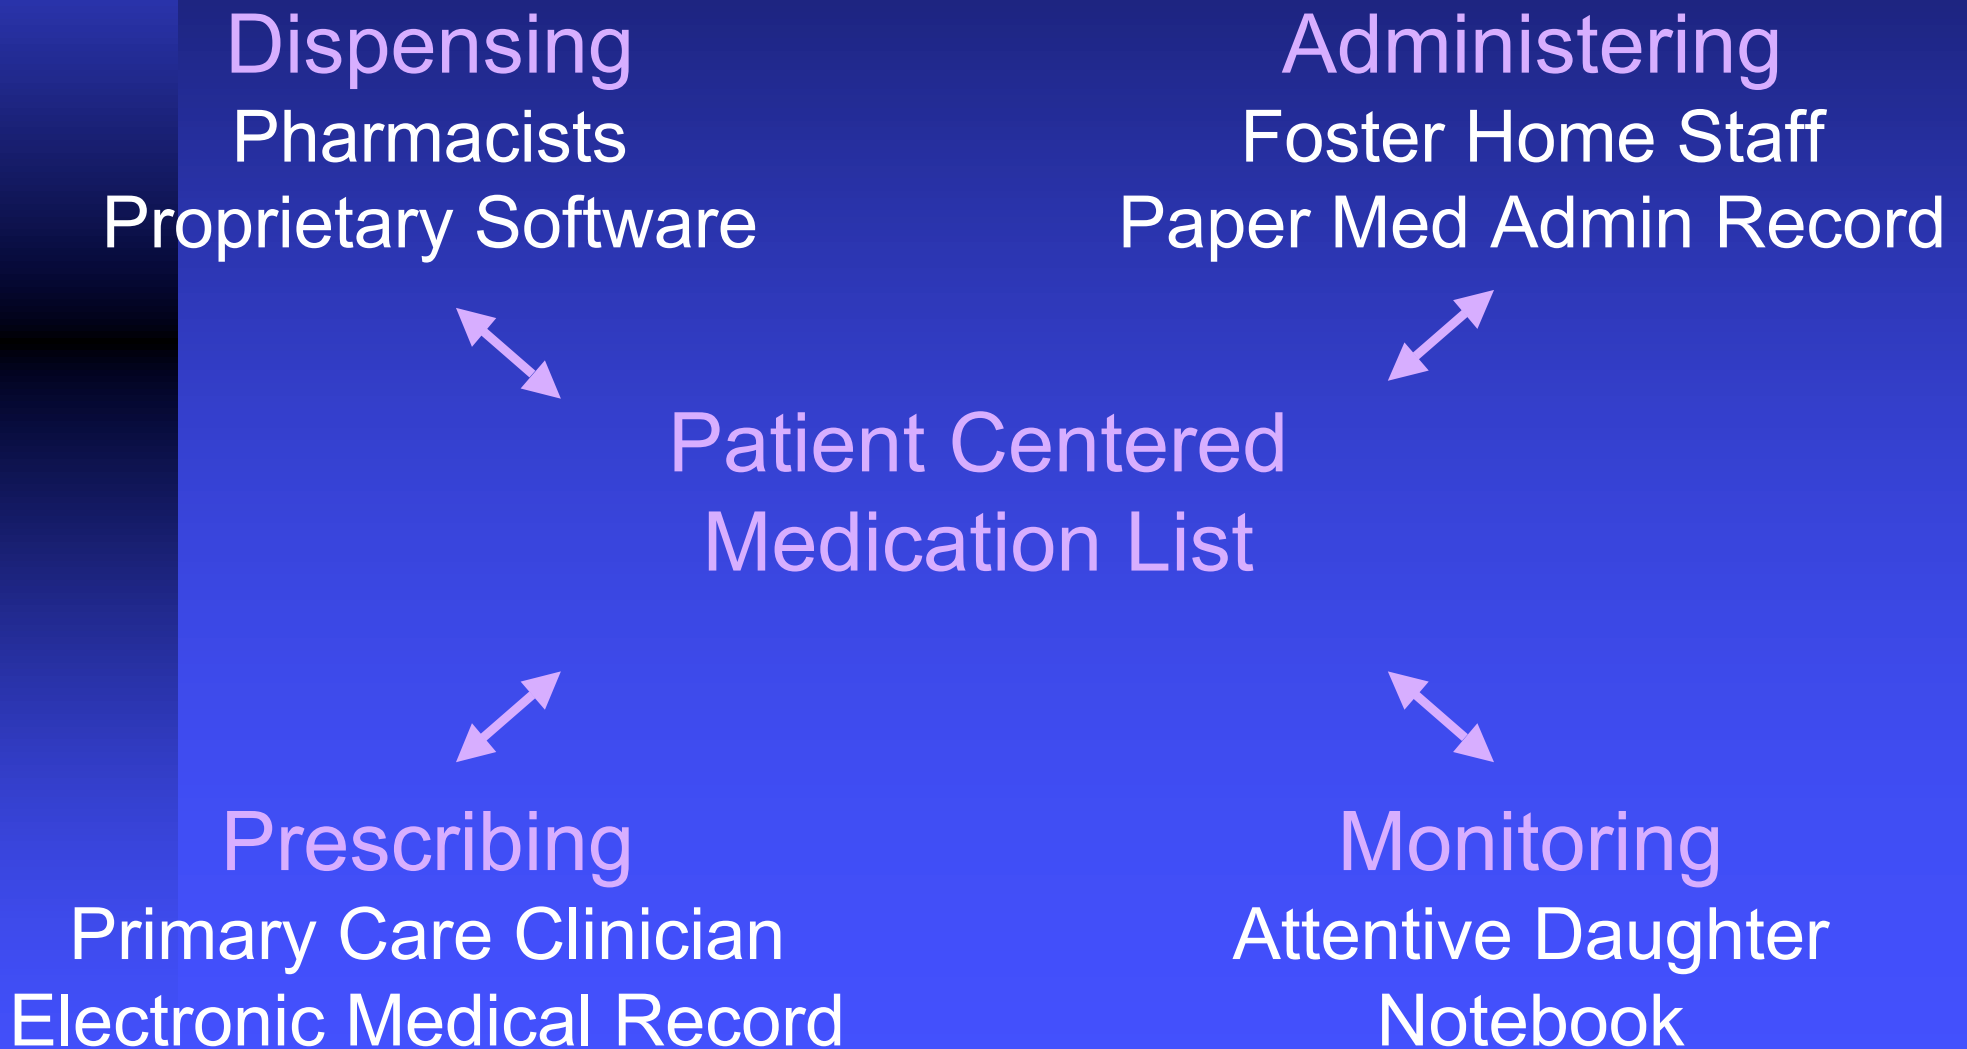 Dispensing
Pharmacists
Proprietary Software
Administering
Foster Home Staff
Paper Med Admin Record
Patient Centered
Medication List
Prescribing
Primary Care Clinician
Electronic Medical Record
Monitoring
Attentive Daughter
Notebook